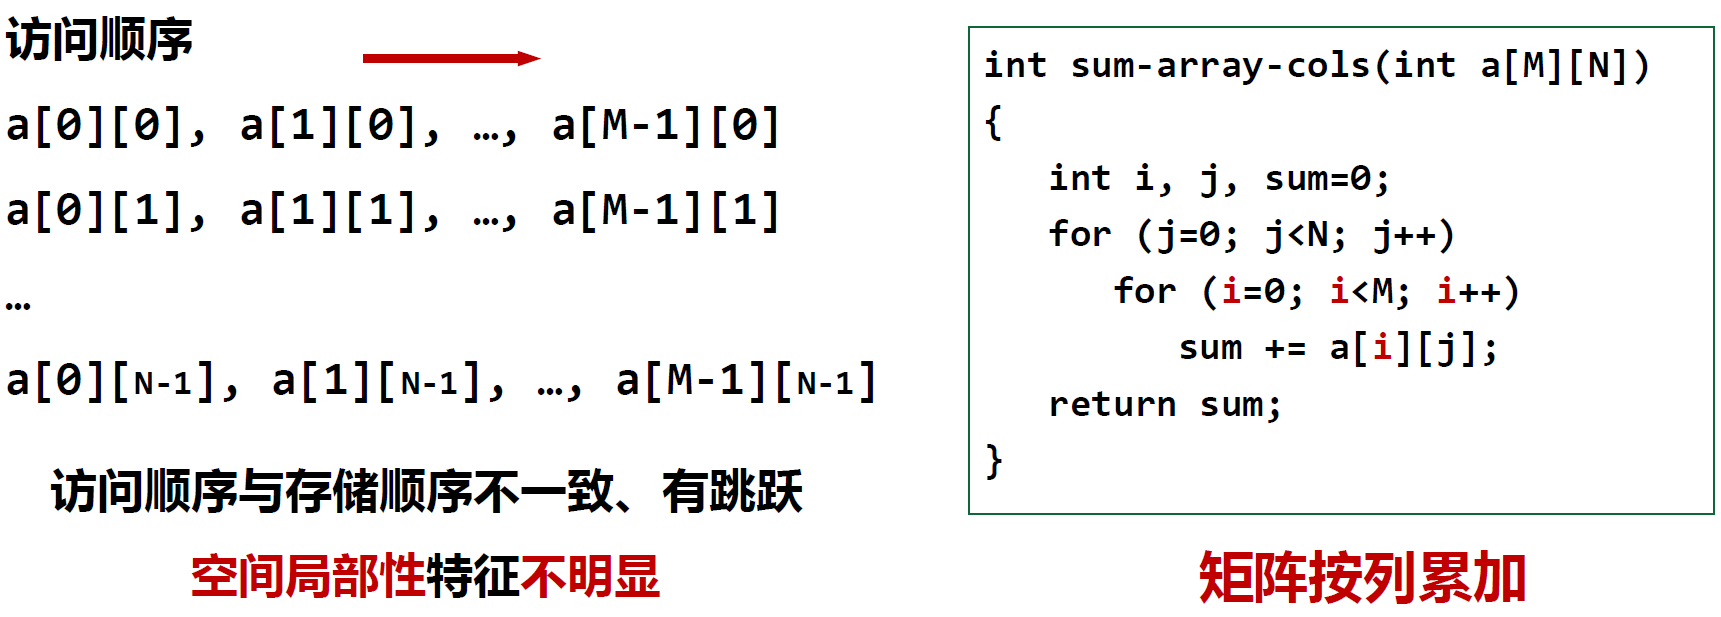 访问顺序
a[0][0], a[1][0], …, a[M-1][0]
a[0][1], a[1][1], …, a[M-1][1]
…
a[0][N-1], a[1][N-1], …, a[M-1][N-1]
访问顺序与存储顺序不一致、有跳跃
空间局部性特征不明显
int sum-array-cols(int a[M][N])
{
int i, j, sum=0;
for (j=0; j<N; j++)
for (i=0; i<M; i++)
sum += a[i][j];
return sum;
}
矩阵按列累加